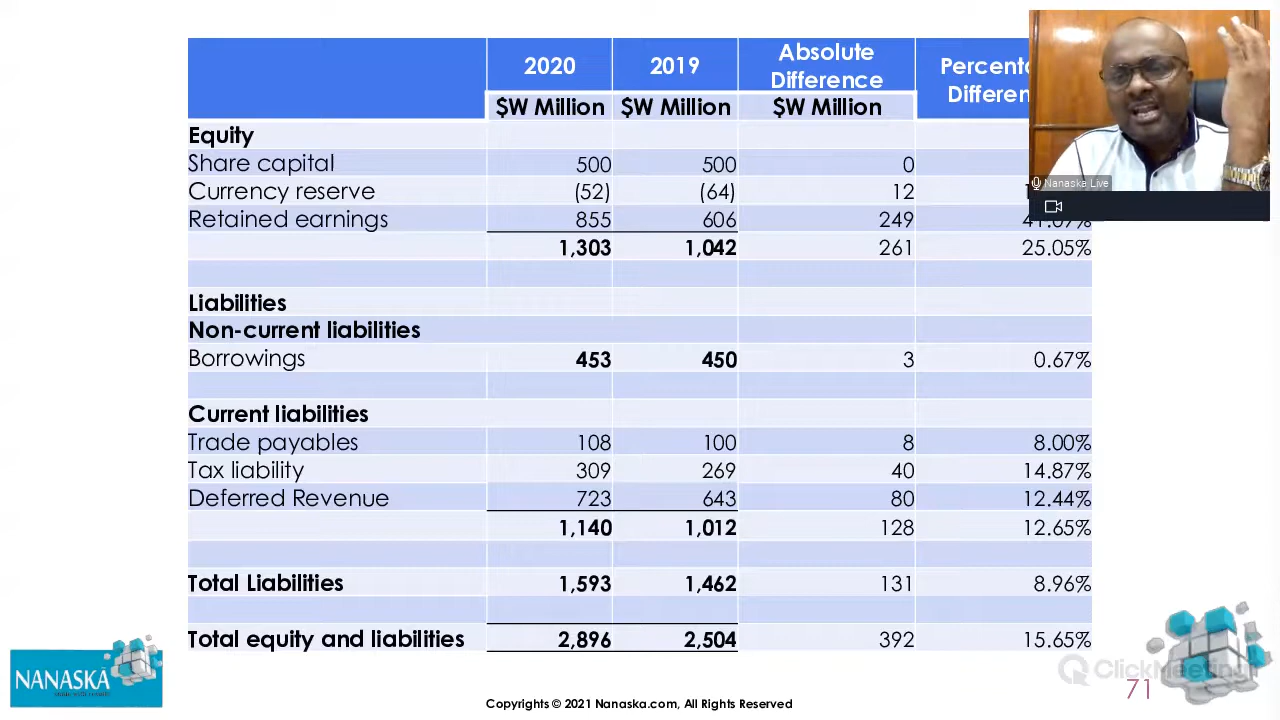 2020 2019 Absolute Difference
$W Million $W Million $W Million
Equity
Share capital 500 500 0
Currency reserve (52) (64) 12
Retained earnings 855 606 249
1,303 1,042 261 25.05%
Liabilities
Non-current liabilities
Borrowings 453 450 3 0.67%
Current liabilities
Trade payables 108 100 8 8.00%
Tax liability 309 269 40 14.87%
Deferred Revenue 723 643 80 12.44%
1,140 1,012 128 12.65%
Total Liabilities 1,593 1,462 131 8.96%
Total equity and liabilities 2,896 2,504 392 15.65%
Nanaska Live
NANASKA
ClickMeeting
71
Copyrights © 2021 Nanaska.com, All Rights Reserved